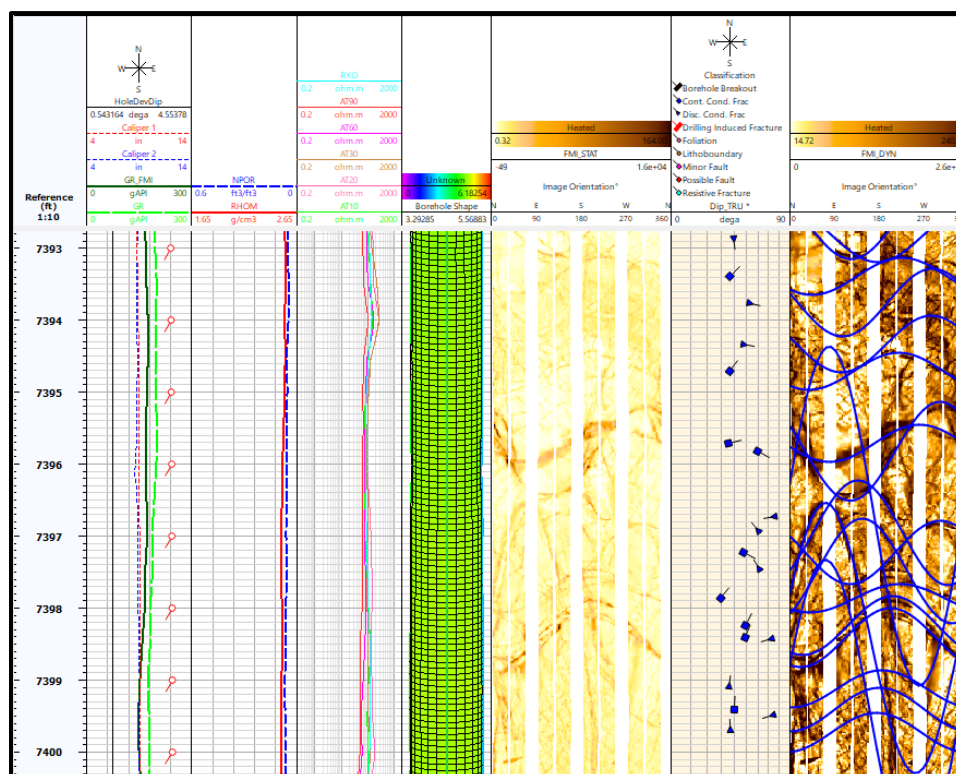 Reference
(ft)
1:10
N
W E
S
HoleDevDip
0.543164 dega 4.55378
Caliper 1
4 in 14
Caliper 2
4 in 14
GR_FMI
0 gAPI 300
GR
0 gAPI 300
NPOR
0.6 ft3/ft3 0
RHOM
1.65 g/cm3 2.65
RXO
0.2 ohm.m 2000
AT90
0.2 ohm.m 2000
AT60
0.2 ohm.m 2000
AT30
0.2 ohm.m 2000
AT20
0.2 ohm.m 2000
AT10
0.2 ohm.m 2000
Unknown
6.18254
Borehole Shape
3.29285 5.56883
Heated
0.32 164.00
FMI_STAT
-49 1.6e+04
Image Orientation°
N E S W N
0 90 180 270 360
N
W E
S
Classification
Borehole Breakout
Cont. Cond. Frac
Disc. Cond. Frac
Drilling Induced Fracture
Foliation
Lithoboundary
Minor Fault
Possible Fault
Resistive Fracture
Dip_TRU *
0 dega 90
Heated
14.72 240
FMI_DYN
0 2.6e+
Image Orientation°
N E S W
0 90 180 270
7393
7394
7395
7396
7397
7398
7399
7400